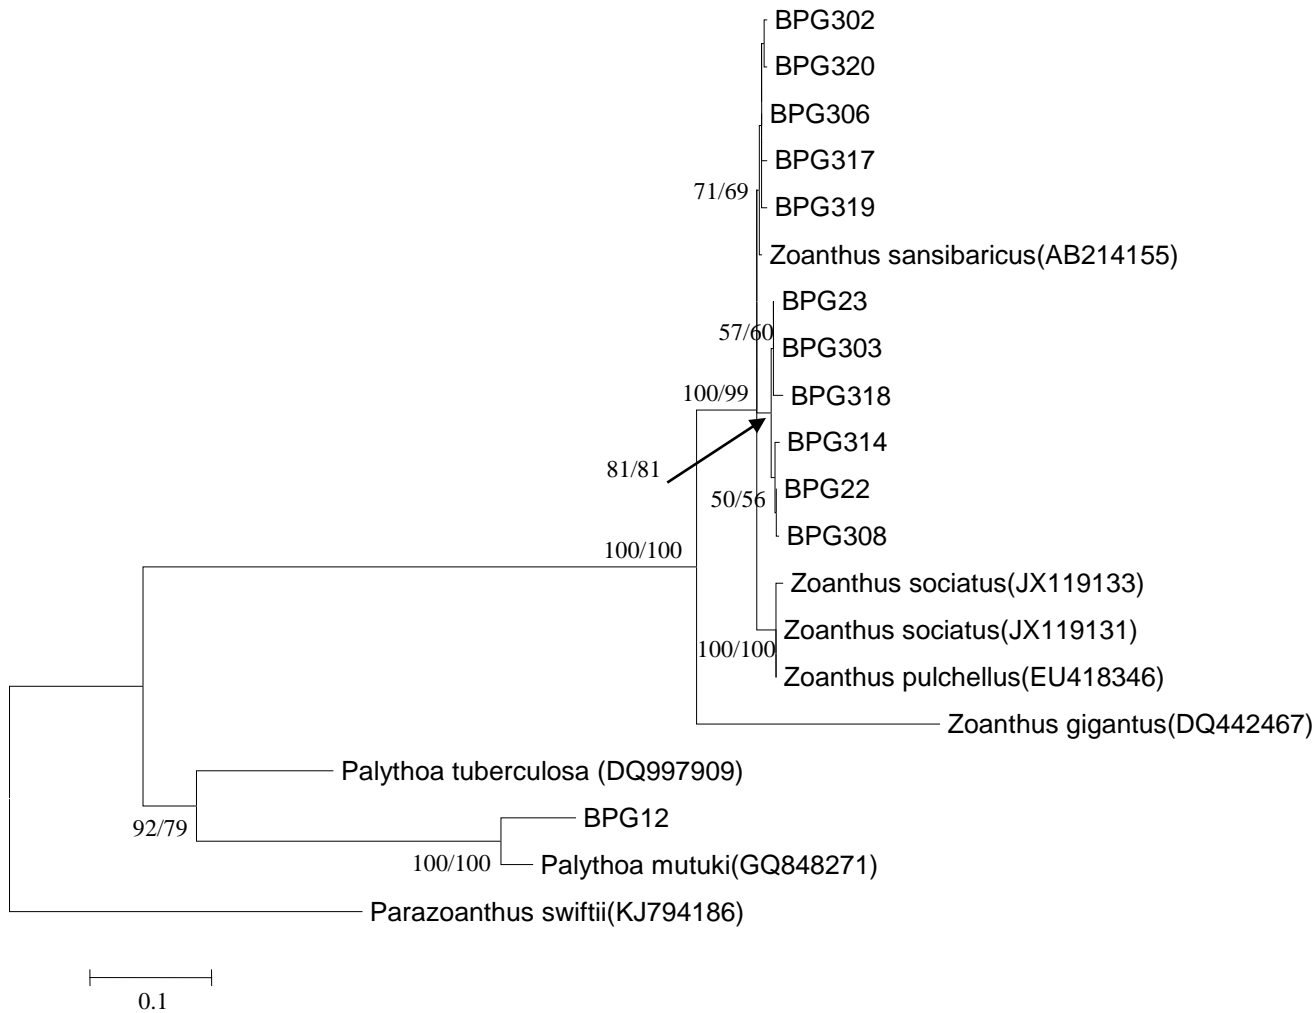 BPG302
BPG320
BPG306
BPG317
71/69
BPG319
Zoanthus sansibaricus(AB214155)
BPG23
57/60
BPG303
100/99
BPG318
BPG314
81/81
BPG22
50/56
BPG308
100/100
Zoanthus sociatus(JX119133)
Zoanthus sociatus(JX119131)
100/100
Zoanthus pulchellus(EU418346)
Zoanthus gigantus(DQ442467)
Palythoa tuberculosa (DQ997909)
BPG12
92/79
100/100
Palythoa mutuki(GQ848271)
Parazoanthus swiftii(KJ794186)
0.1